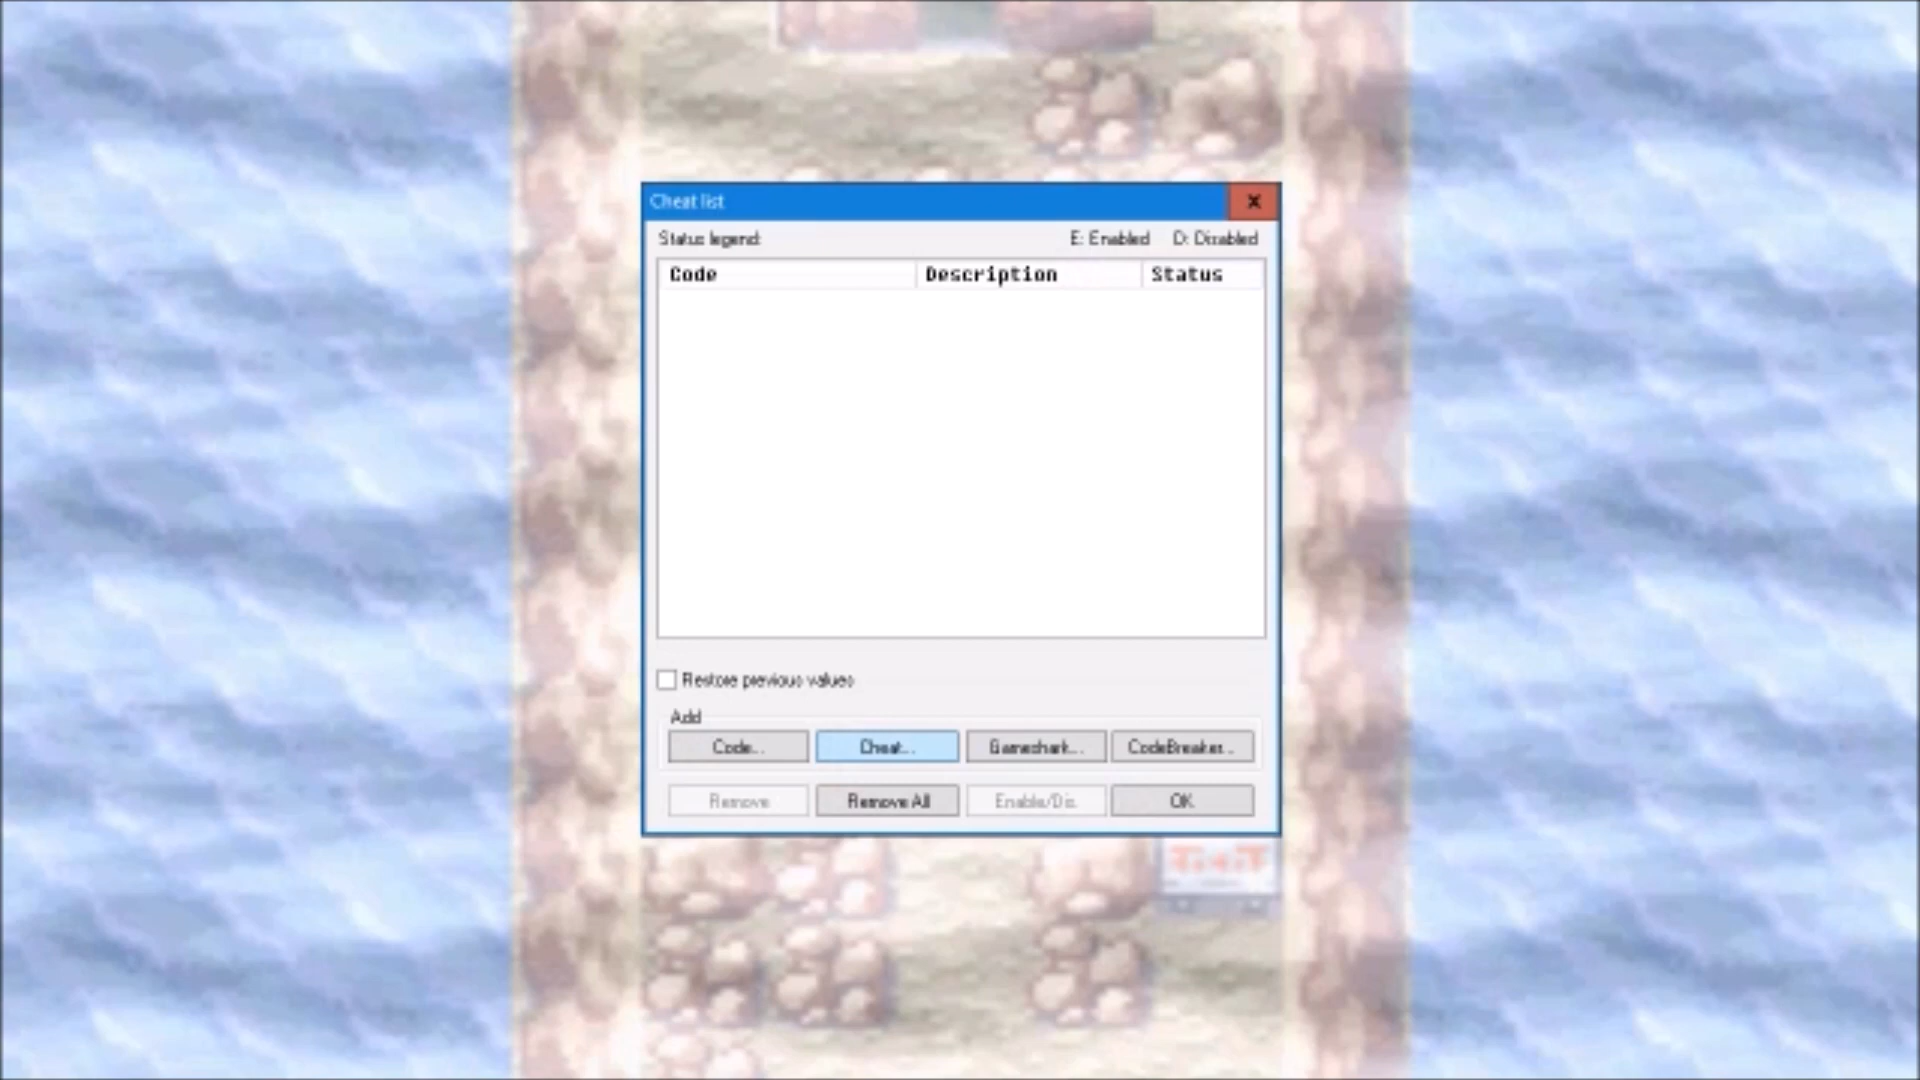 Cheat list
Status legend: E: Enabled D: Disabled
Code Description Status
Restore previous values
Add
Code... Cheat... Gameshark... CodeBreaker...
Remove Remove All Enable/Dis. OK